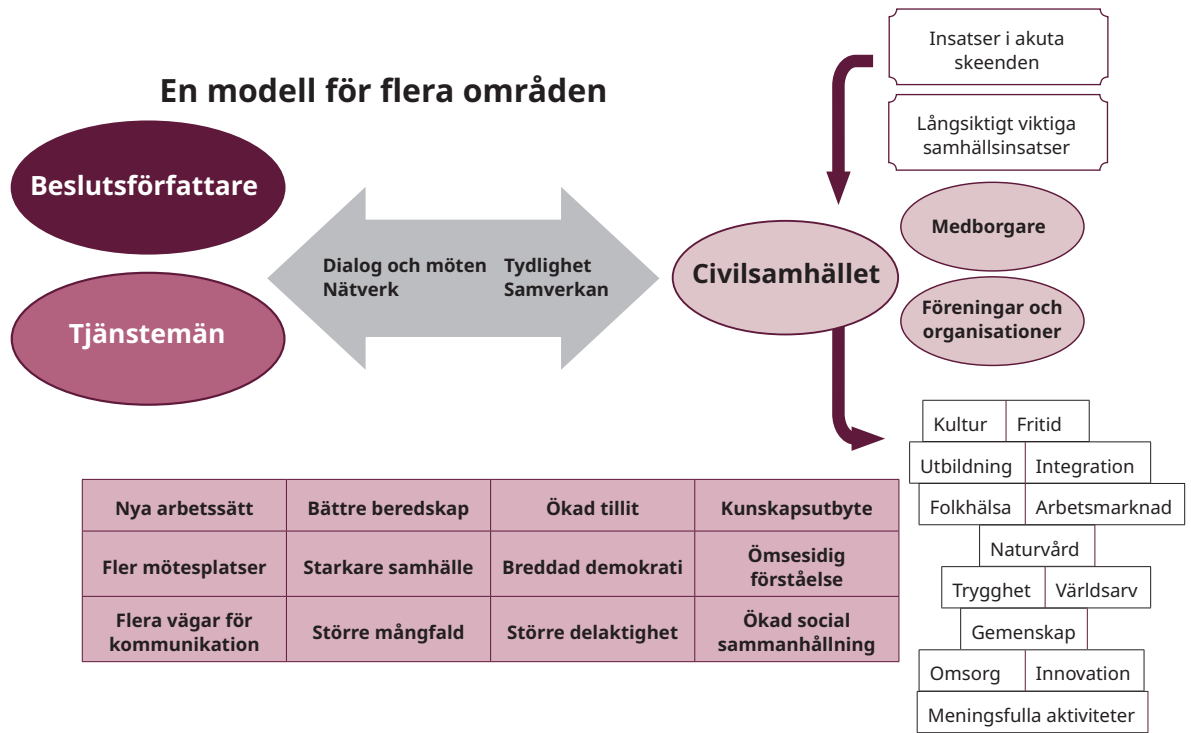 En modell för flera områden
Beslutsförfattare
Tjänstemän
Dialog och möten
Nätverk
Tydlighet
Samverkan
Civilsamhället
Insatser i akuta
skeenden
Långsiktigt viktiga
samhällsinsatser
Medborgare
Föreningar och
organisationer
Kultur
Fritid
Utbildning
Integration
Folkhälsa
Arbetsmarknad
Naturvård
Trygghet
Världsarv
Gemenskap
Omsorg
Innovation
Meningsfulla aktiviteter
Nya arbetssätt
Bättre beredskap
Ökad tillit
Kunskapsutbyte
Fler mötesplatser
Starkare samhälle
Breddad demokrati
Ömsesidig
förståelse
Flera vägar för
kommunikation
Större mångfald
Större delaktighet
Ökad social
sammanhållning